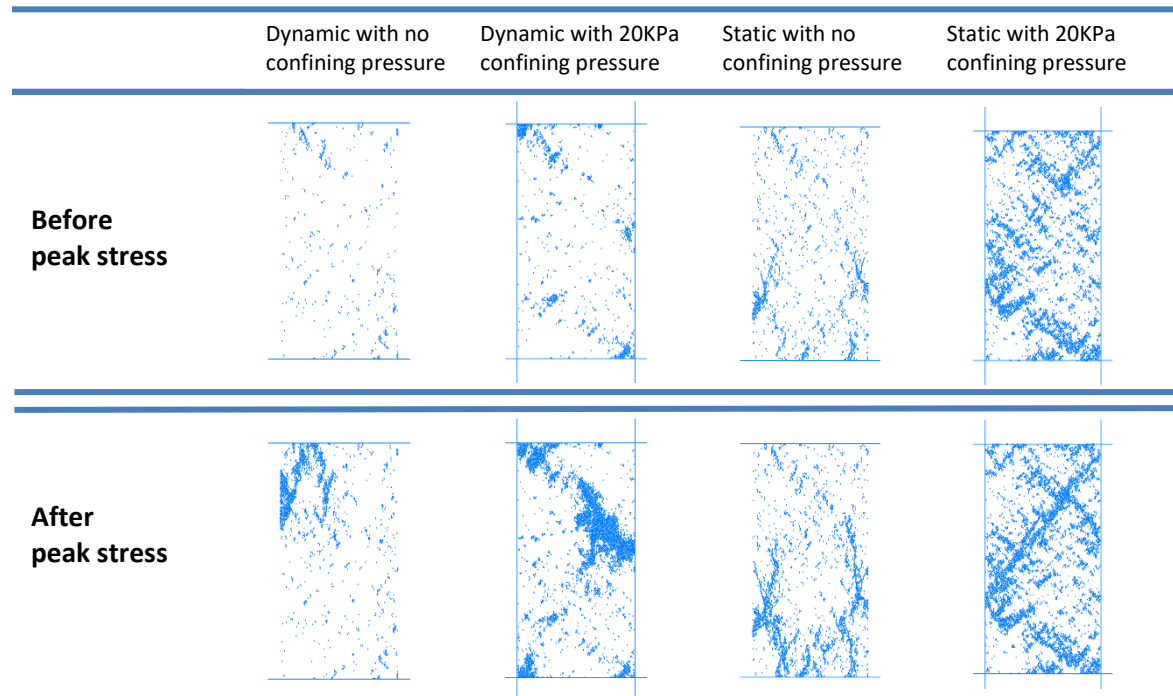 Dynamic with no
confining pressure
Dynamic with 20KPa
confining pressure
Static with no
confining pressure
Static with 20KPa
confining pressure
Before
peak stress
After
peak stress